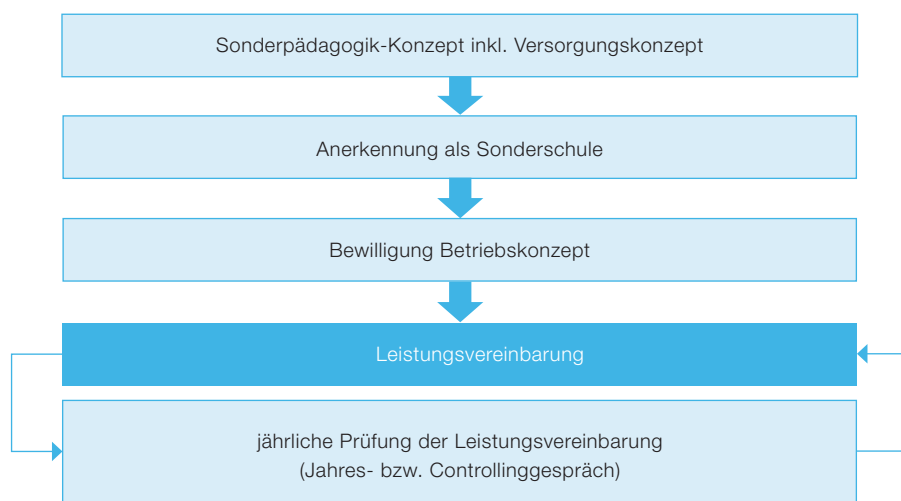 Sonderpädagogik-Konzept inkl. Versorgungskonzept
Anerkennung als Sonderschule
Bewilligung Betriebskonzept
Leistungsvereinbarung
jährliche Prüfung der Leistungsvereinbarung
(Jahres- bzw. Controllinggespräch)